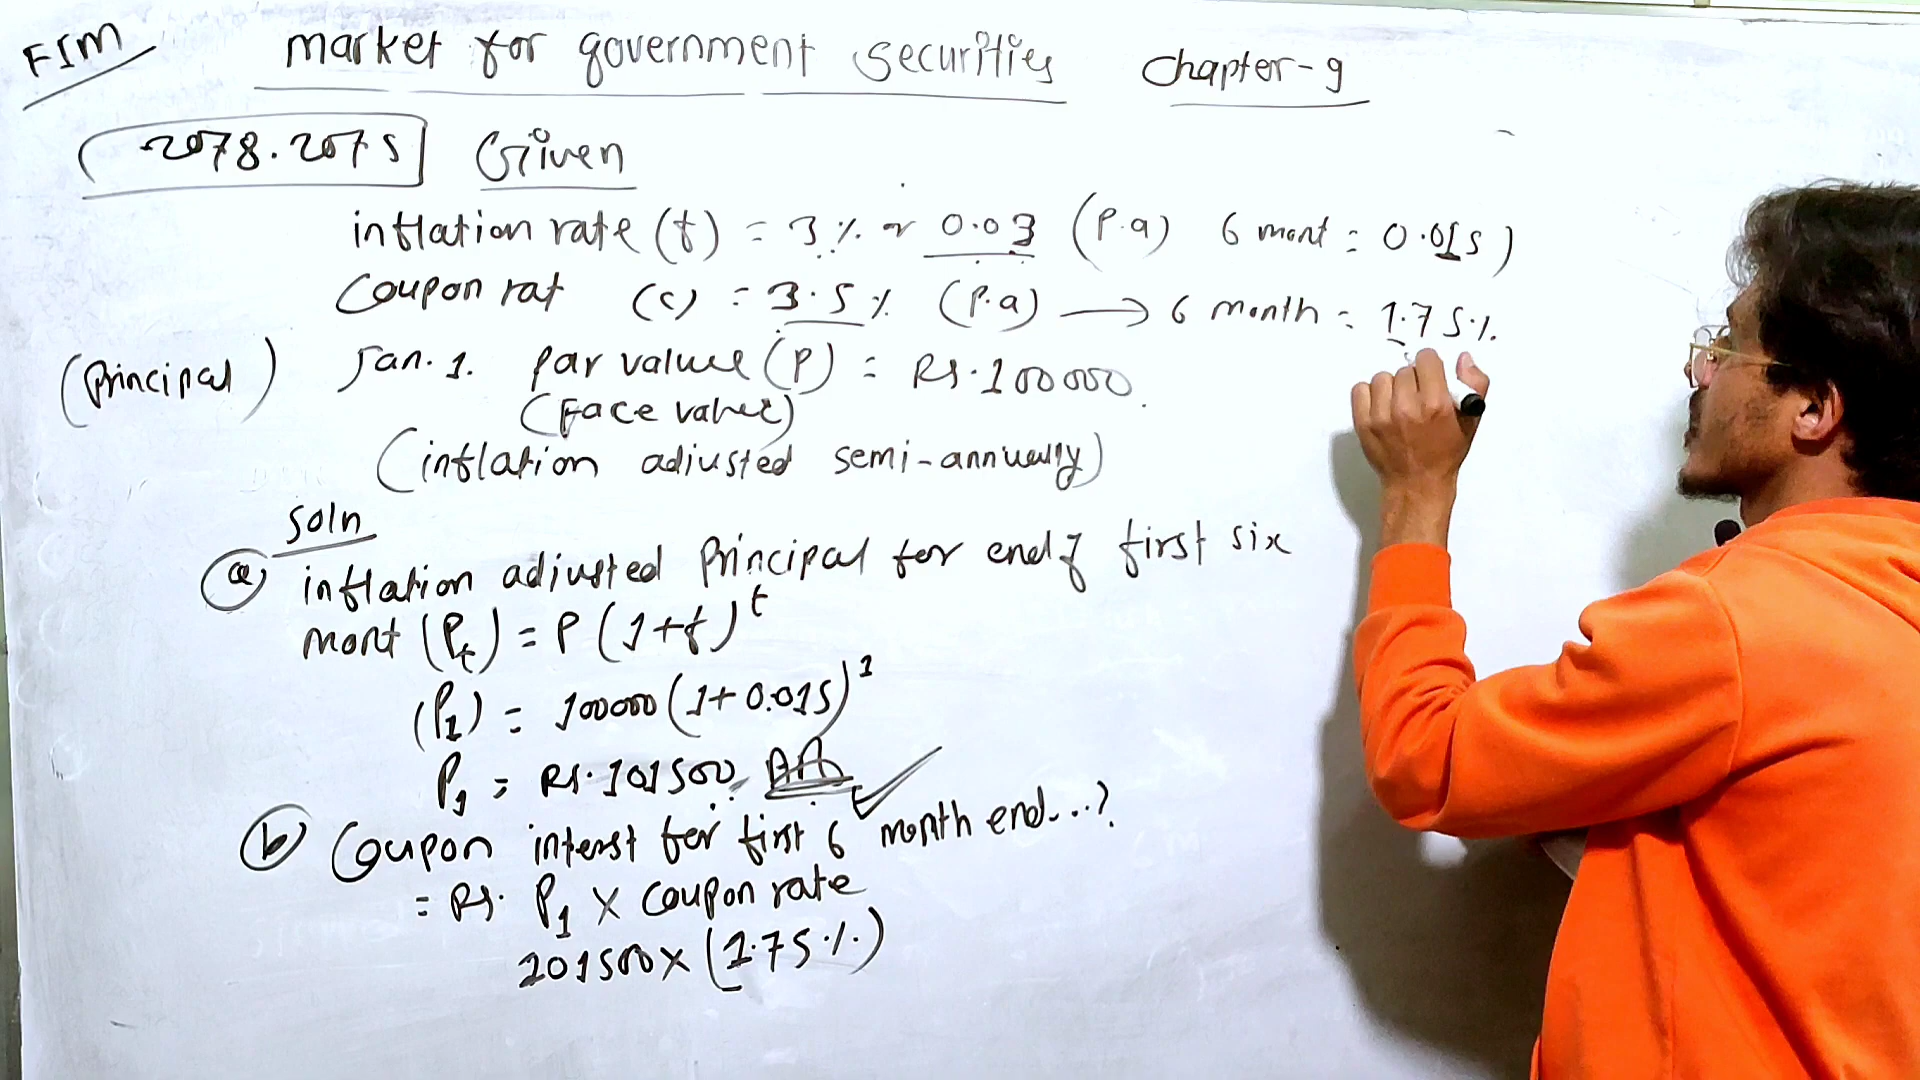 FIM
market for government securities chapter-9
2078.2075 Given
inflation rate (f) = 3% or 0.03 (P.a) 6 mont = 0.015)
coupon rat (c) = 3.5% (P.a) → 6 month = 1.75%
(Principal) Jan. 1. par value (P) = Rs.100000.
(Face value)
(inflation adjusted semi-annually)
Soln
(a) inflation adjusted Principal for end of first six
mont (Pt) = P(1+f)^t
(P1) = 100000(1+0.015)^1
P1 = Rs.101500
(b) Coupon interst for first 6 month end...?
= Rs. P1 × coupon rate
101500 × (1.75%)